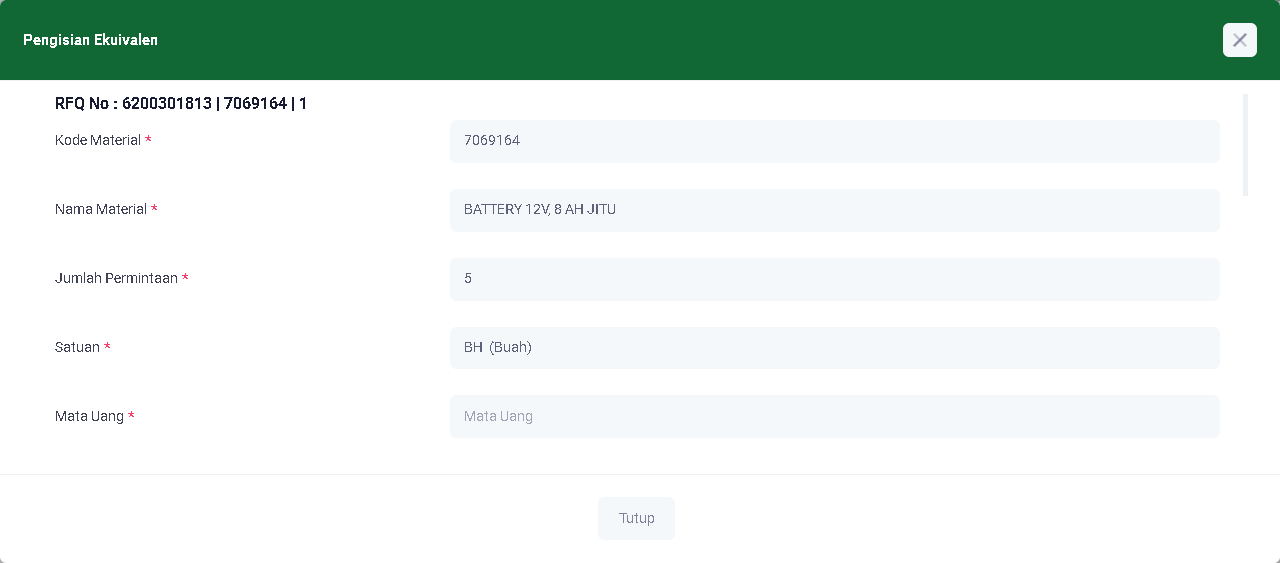 Pengisian Ekuivalen
RFQ No : 6200301813 | 7069164 | 1
Kode Material *
7069164
Nama Material *
BATTERY 12V, 8 AH JITU
Jumlah Permintaan *
5
Satuan *
BH (Buah)
Mata Uang *
Mata Uang
Tutup